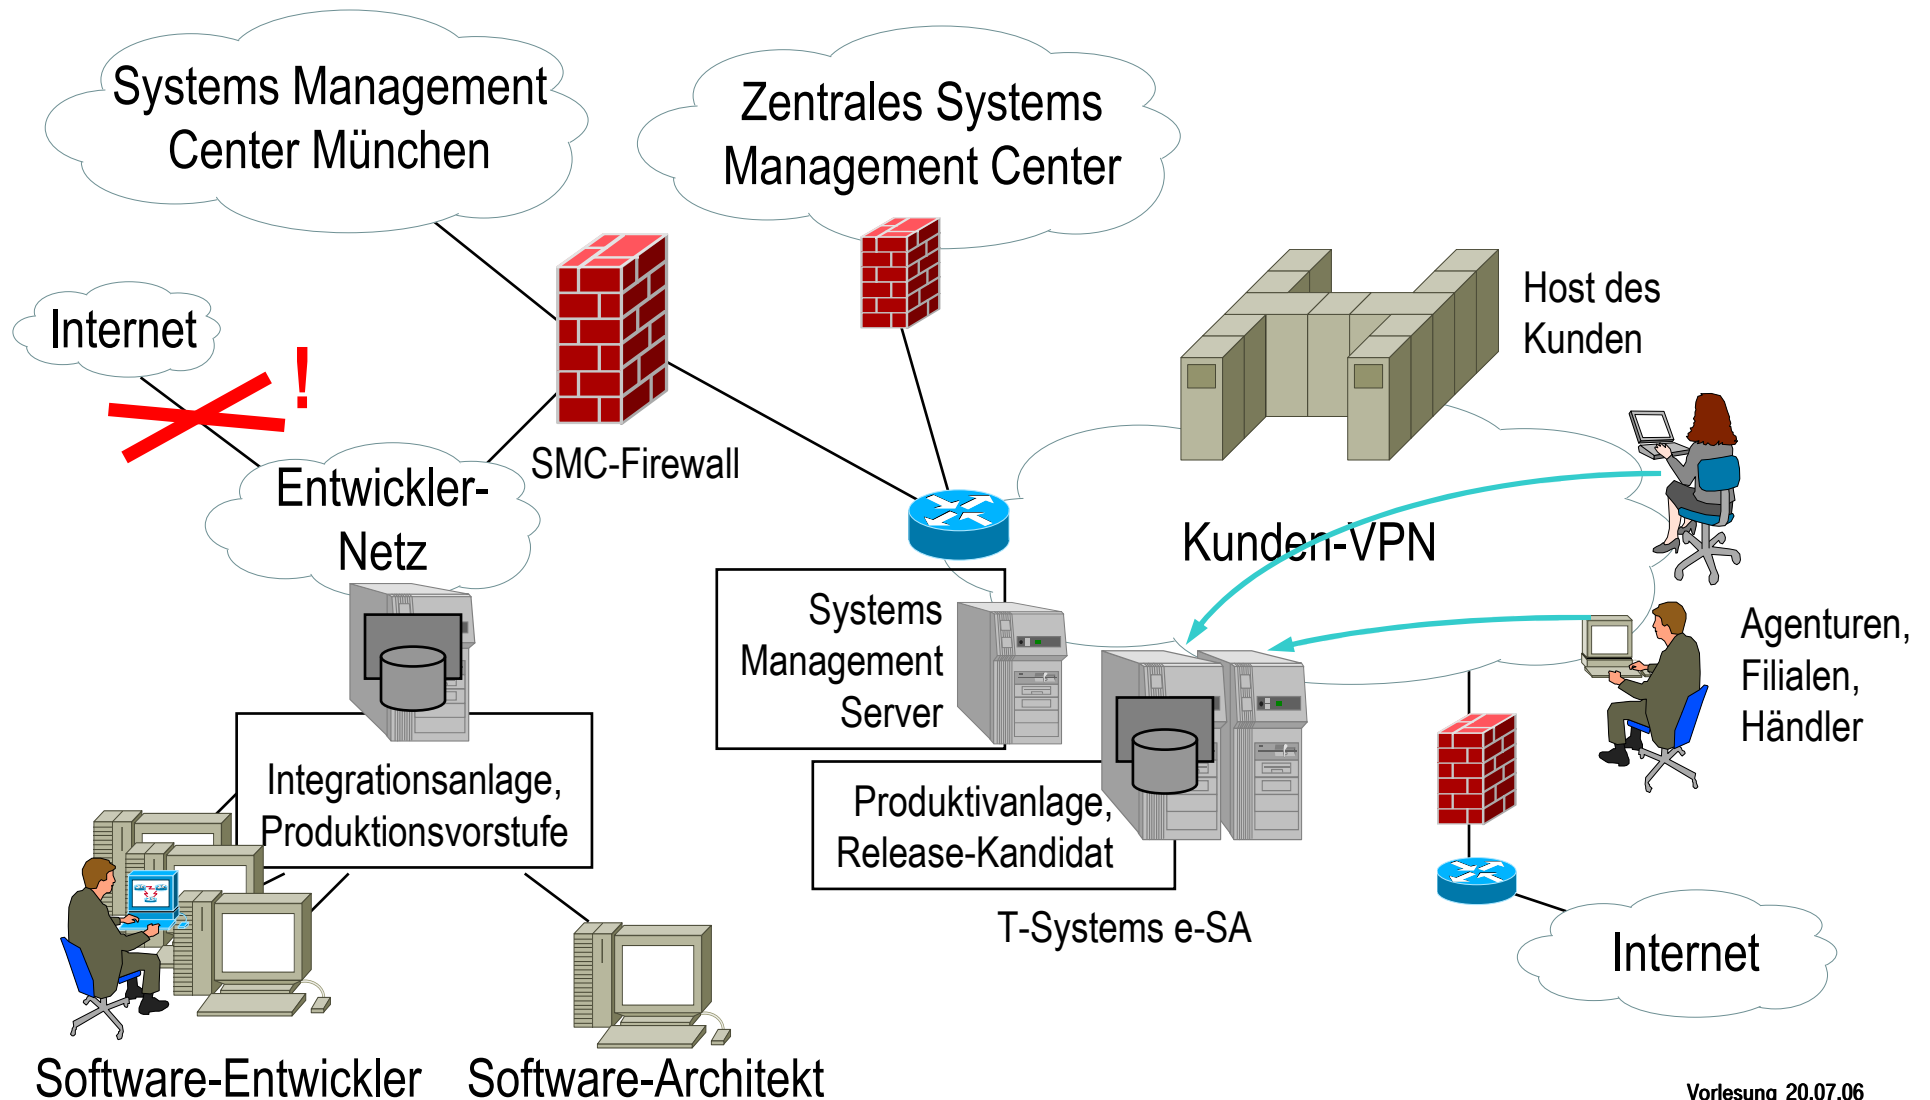 Systems Management
Center München
Zentrales Systems
Management Center
Internet
!
Host des
Kunden
SMC-Firewall
Entwickler-
Netz
Kunden-VPN
Systems
Management
Server
Agenturen,
Filialen,
Händler
Integrationsanlage,
Produktionsvorstufe
Produktivanlage,
Release-Kandidat
T-Systems e-SA
Internet
Software-Entwickler
Software-Architekt
Vorlesung 20.07.06